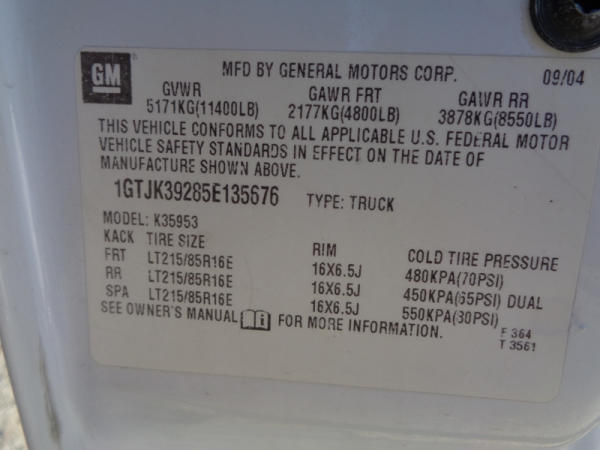 GM
MFD BY GENERAL MOTORS CORP. 09/04
GVWR GAWR FRT GAWR RR
5171KG(11400LB) 2177KG(4800LB) 3878KG(8550LB)
THIS VEHICLE CONFORMS TO ALL APPLICABLE U.S. FEDERAL MOTOR
VEHICLE SAFETY STANDARDS IN EFFECT ON THE DATE OF
MANUFACTURE SHOWN ABOVE.
1GTJK39285E135676 TYPE: TRUCK
MODEL: K35953
KACK TIRE SIZE RIM COLD TIRE PRESSURE
FRT LT215/85R16E 16X6.5J 480KPA(70PSI)
RR LT215/85R16E 16X6.5J 450KPA(65PSI) DUAL
SPA LT215/85R16E 16X6.5J 550KPA(80PSI)
SEE OWNER'S MANUAL FOR MORE INFORMATION.
F 364
T 3561